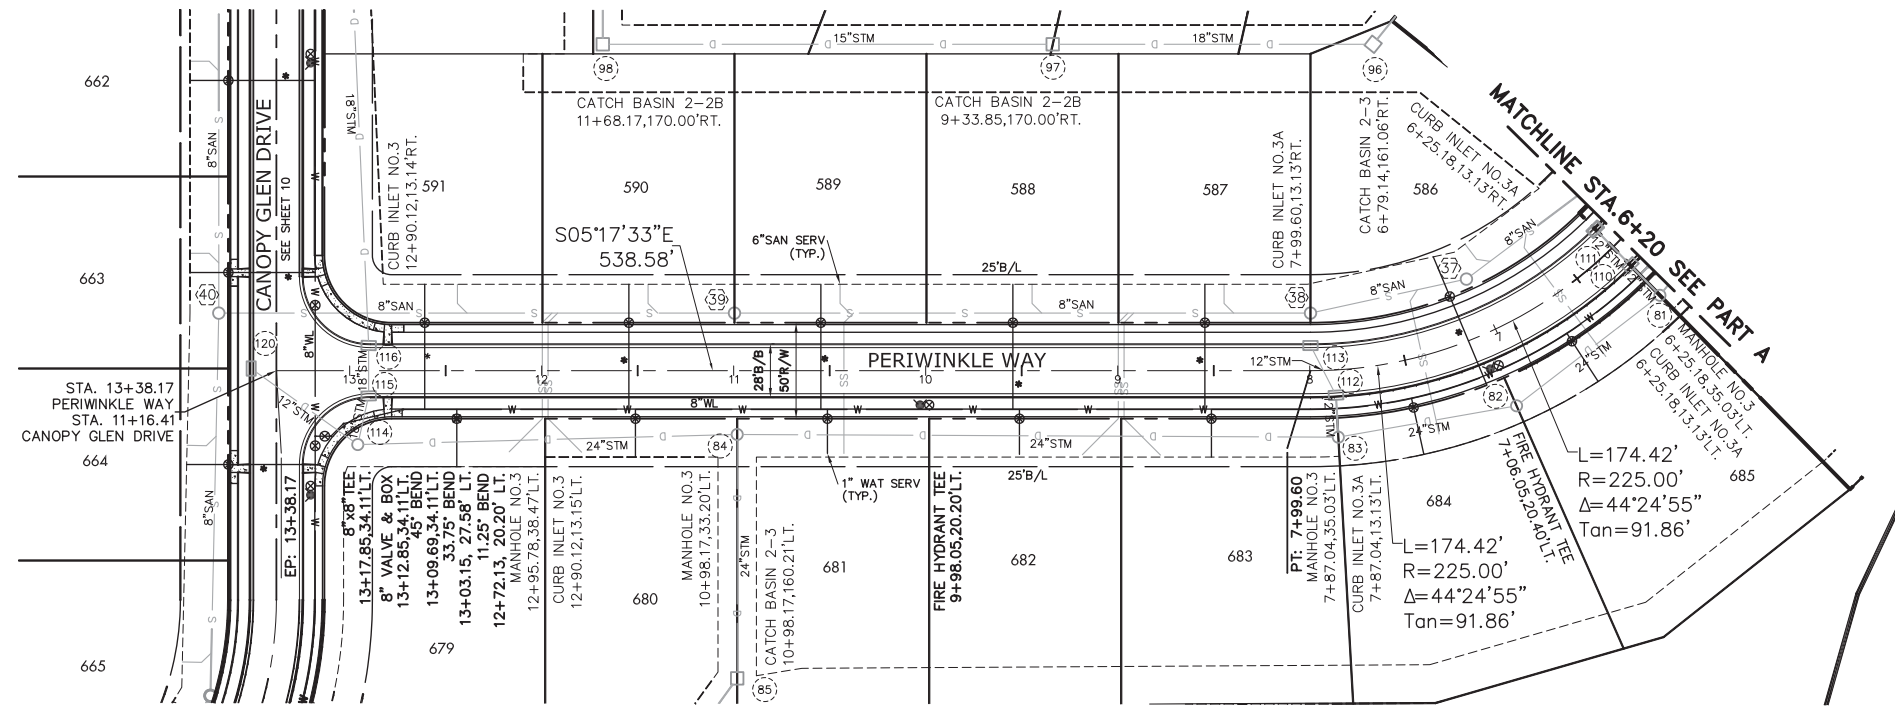 15"STM
18"STM
98
97
96
662
CATCH BASIN 2-2B
11+68.17,170.00'RT.
CATCH BASIN 2-2B
9+33.85,170.00'RT.
MATCHLINE STA.6+20 SEE PART A
18"STM
8"SAN
CANOPY GLEN DRIVE
SEE SHEET 10
CURB INLET NO.3
12+90.12,13.14'RT.
CURB INLET NO.3A
7+99.60,13.13'RT.
CATCH BASIN 2-3
6+79.14,161.06'RT.
CURB INLET NO.3A
6+25.18,13.13'RT.
591
590
589
588
587
586
S05°17'33"E
538.58'
6"SAN SERV
(TYP.)
25'B/L
8"SAN
663
40
39
38
37
111
110
12"STM
12"STM
8"SAN
8"SAN
8"SAN
81
120
8"WL
116
115
18"STM
28'B/B
50'R/W
PERIWINKLE WAY
13
12
11
10
9
8
12"STM
113
112
24"STM
MANHOLE NO.3
6+25.18,35.03'LT.
CURB INLET NO.3A
6+25.18,13.13'LT.
STA. 13+38.17
PERIWINKLE WAY
STA. 11+16.41
CANOPY GLEN DRIVE
12"STM
8"WL
82
114
84
83
24"STM
24"STM
24"STM
664
25'B/L
1" WAT SERV
(TYP.)
8"SAN
EP: 13+38.17
8"x8"TEE
13+17.85,34.11'LT.
8" VALVE & BOX
13+12.85,34.11'LT.
45° BEND
13+09.69,34.11'LT.
33.75° BEND
13+03.15, 27.58' LT.
11.25° BEND
12+72.13, 20.20' LT.
MANHOLE NO.3
12+95.78,38.47'LT.
CURB INLET NO.3
12+90.12,13.15'LT.
MANHOLE NO.3
10+98.17,33.20'LT.
24"STM
CATCH BASIN 2-3
10+98.17,160.21'LT.
FIRE HYDRANT TEE
9+98.05,20.20'LT.
PT: 7+99.60
MANHOLE NO.3
7+87.04,35.03'LT.
CURB INLET NO.3A
7+87.04,13.13'LT.
FIRE HYDRANT TEE
7+06.05,20.40'LT.
L=174.42'
R=225.00'
Δ=44°24'55"
Tan=91.86'
L=174.42'
R=225.00'
Δ=44°24'55"
Tan=91.86'
685
684
683
682
681
680
679
665
85